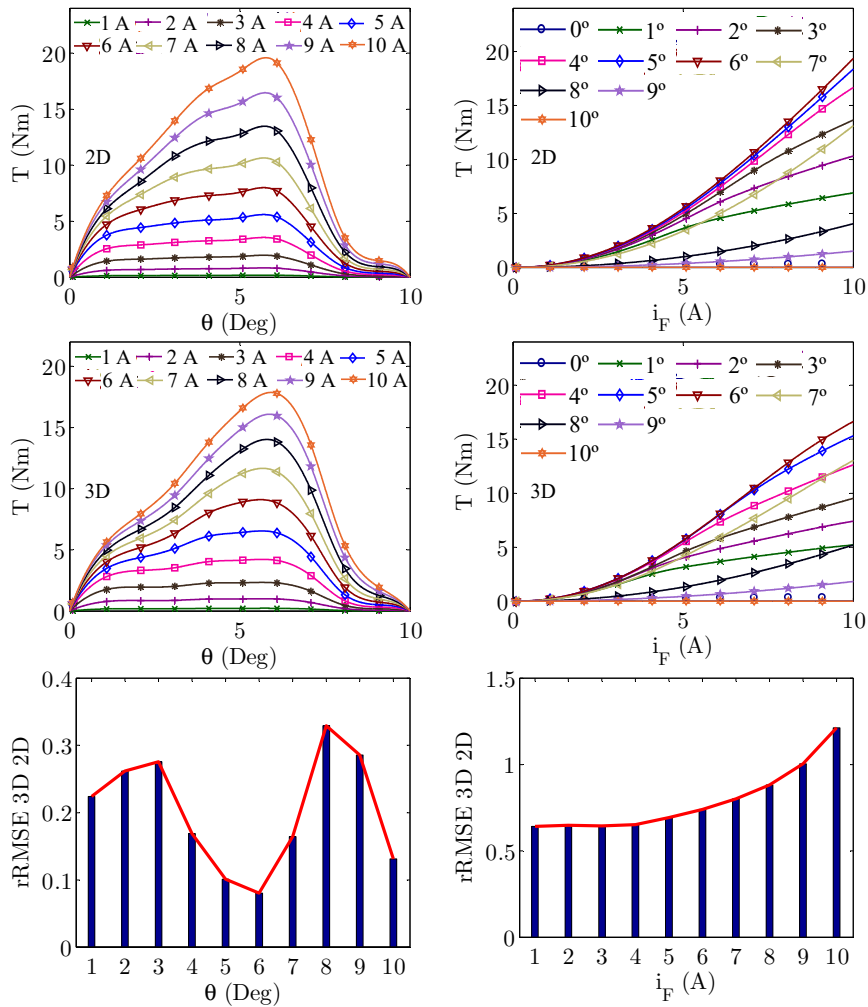 1 A 2 A 3 A 4 A 5 A
6 A 7 A 8 A 9 A 10 A
20
15
10
5
0
T (Nm)
2D
0 5 10
θ (Deg)
0º 1º 2º 3º
4º 5º 6º 7º
8º 9º
10º
20
15
10
5
0
T (Nm)
2D
0 5 10
i_F (A)
1 A 2 A 3 A 4 A 5 A
6 A 7 A 8 A 9 A 10 A
20
15
10
5
0
T (Nm)
3D
0 5 10
θ (Deg)
0º 1º 2º 3º
4º 5º 6º 7º
8º 9º
10º
20
15
10
5
0
T (Nm)
3D
0 5 10
i_F (A)
0.4
0.3
0.2
0.1
0
rRMSE 3D 2D
1 2 3 4 5 6 7 8 9 10
θ (Deg)
1.5
1
0.5
0
rRMSE 3D 2D
1 2 3 4 5 6 7 8 9 10
i_F (A)